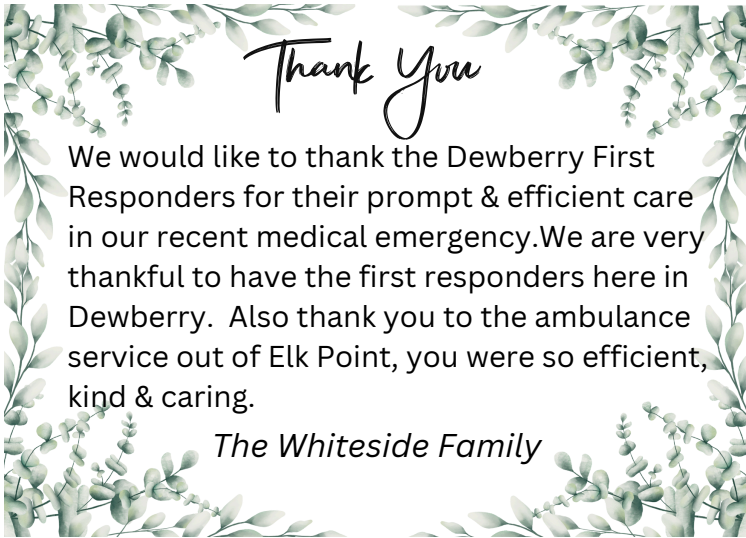 Thank You
We would like to thank the Dewberry First
Responders for their prompt & efficient care
in our recent medical emergency.We are very
thankful to have the first responders here in
Dewberry.  Also thank you to the ambulance
service out of Elk Point, you were so efficient,
kind & caring.
The Whiteside Family